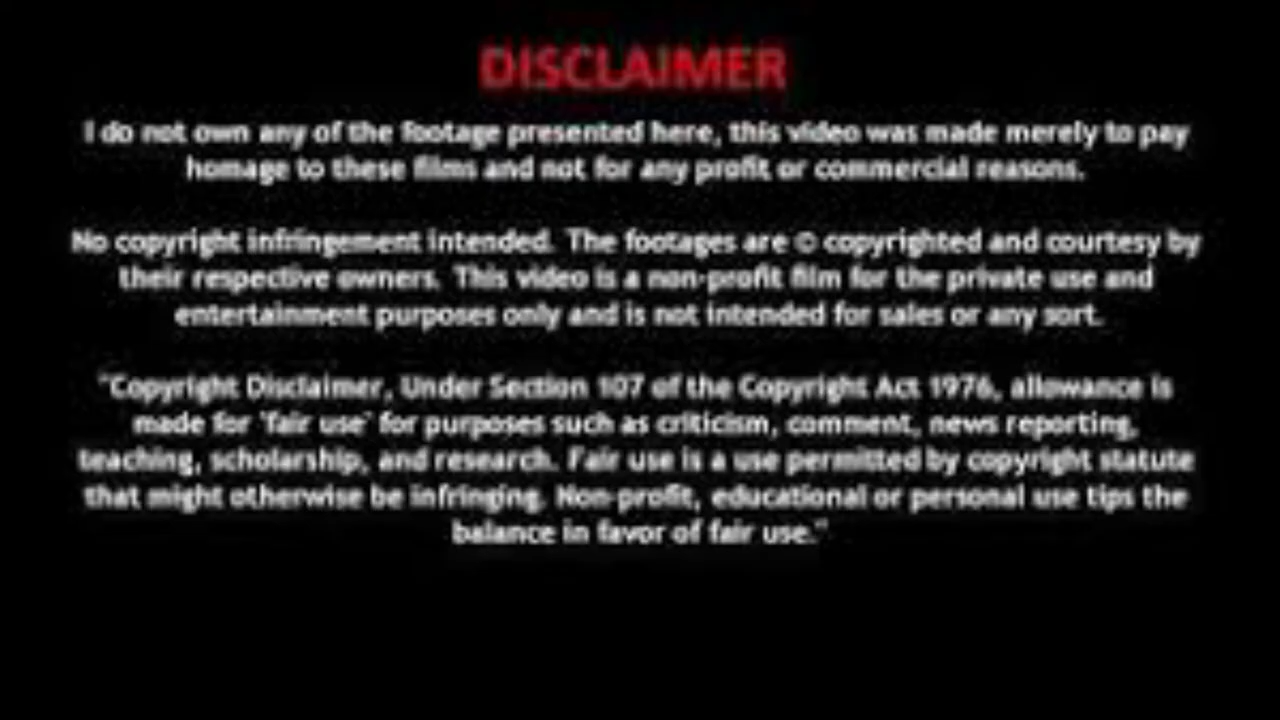 DISCLAIMER
I do not own any of the footage presented here, this video was made merely to pay
homage to these films and not for any profit or commercial reasons.
No copyright infringement intended. The footages are © copyrighted and courtesy by
their respective owners. This video is a non-profit film for the private use and
entertainment purposes only and is not intended for sales or any sort.
"Copyright Disclaimer, Under Section 107 of the Copyright Act 1976, allowance is
made for 'fair use' for purposes such as criticism, comment, news reporting,
teaching, scholarship, and research. Fair use is a use permitted by copyright statute
that might otherwise be infringing. Non-profit, educational or personal use tips the
balance in favor of fair use."